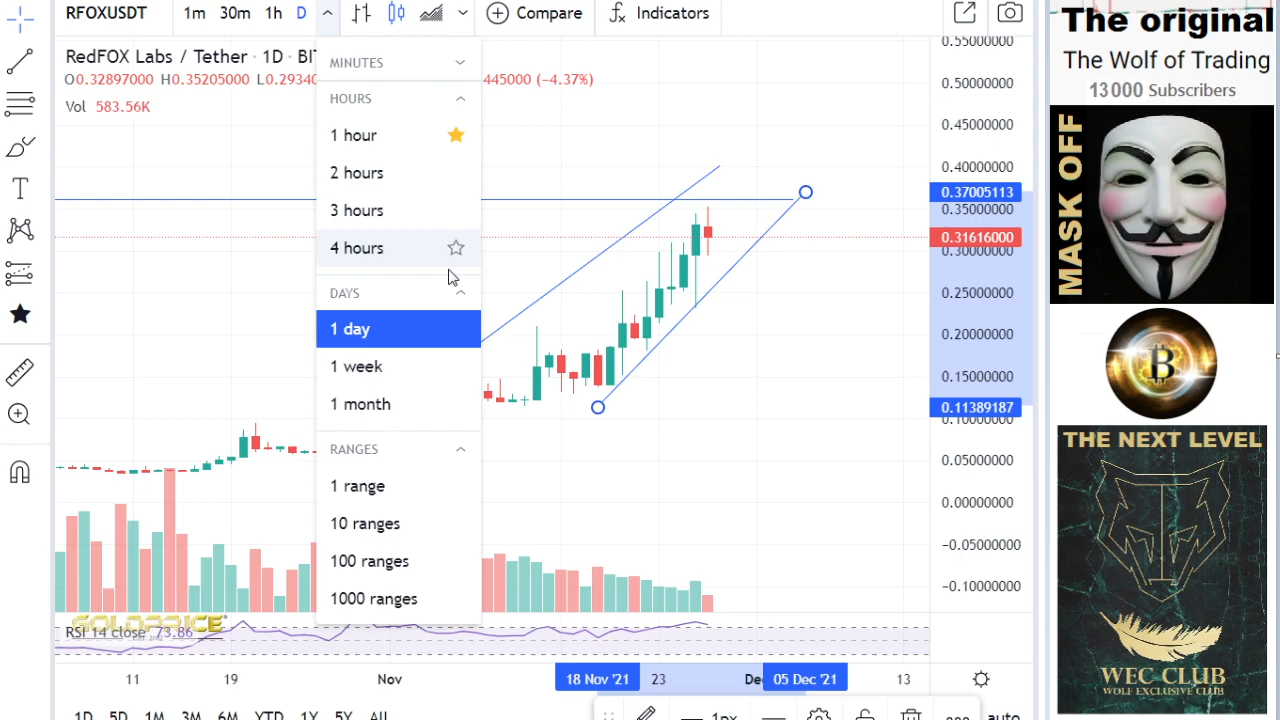 RFOXUSDT 1m 30m 1h D Compare Indicators
RedFOX Labs / Tether · 1D · BI
O0.32897000 H0.35205000 L0.2934 445000 (−4.37%)
Vol 583.56K
MINUTES
HOURS
1 hour
2 hours
3 hours
4 hours
DAYS
1 day
1 week
1 month
RANGES
1 range
10 ranges
100 ranges
1000 ranges
0.55000000
0.50000000
0.45000000
0.40000000
0.37005113
0.35000000
0.31616000
0.30000000
0.25000000
0.20000000
0.15000000
0.11389187
0.10000000
0.05000000
0.00000000
−0.05000000
−0.10000000
GOLDPRICE
RSI 14 close 73.86
11 19 Nov 18 Nov '21 23 De 05 Dec '21 13
1D 5D 1M 3M 6M YTD 1Y 5Y All 1px auto
The original
The Wolf of Trading
13000 Subscribers
MASK OFF
B
THE NEXT LEVEL
WEC CLUB
WOLF EXCLUSIVE CLUB